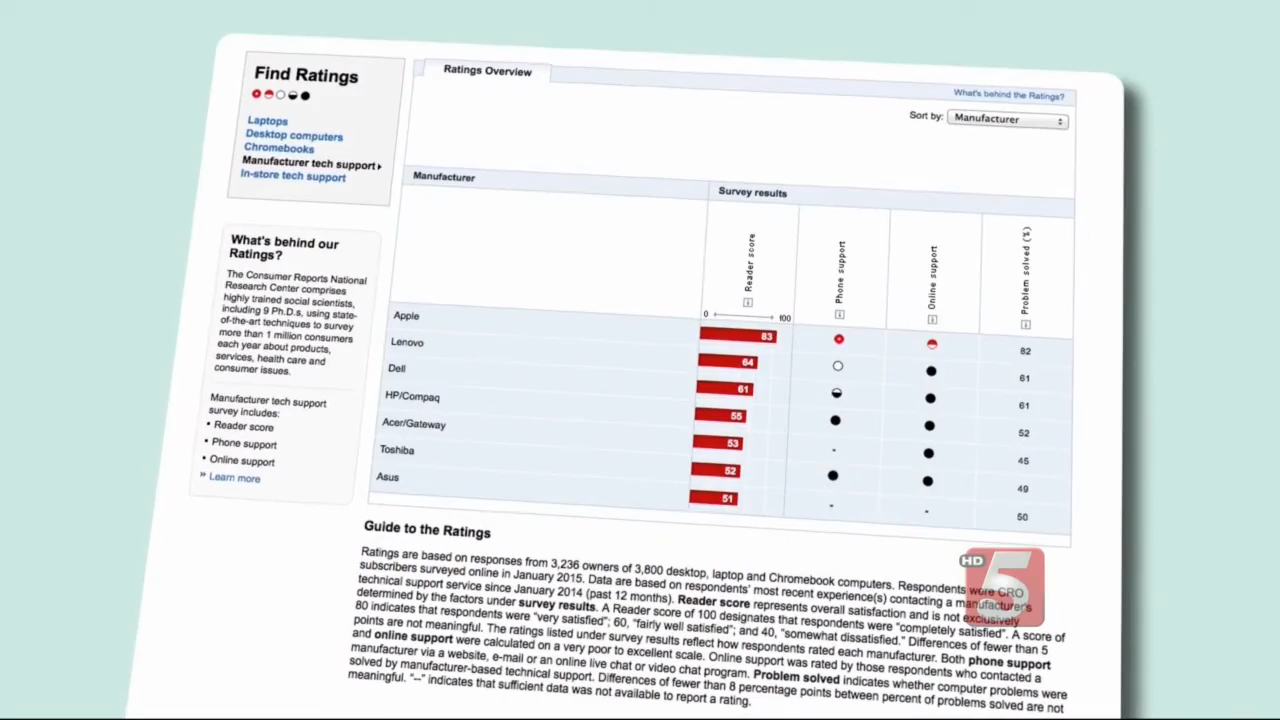 Find Ratings
Laptops
Desktop computers
Chromebooks
Manufacturer tech support
In-store tech support
What's behind our
Ratings?
The Consumer Reports National
Research Center comprises
highly trained social scientists,
including 9 Ph.D.s, using state-
of-the-art techniques to survey
more than 1 million consumers
each year about products,
services, health care and
consumer issues.
Manufacturer tech support
survey includes:
• Reader score
• Phone support
• Online support
» Learn more
Ratings Overview
What's behind the Ratings?
Sort by: Manufacturer
Manufacturer
Survey results
Reader score
Phone support
Online support
Problem solved (%)
0 100
Apple 83 82
Lenovo 64 61
Dell 61 61
HP/Compaq 55 52
Acer/Gateway 53 - 45
Toshiba 52 49
Asus 51 - - 50
Guide to the Ratings
Ratings are based on responses from 3,236 owners of 3,800 desktop, laptop and Chromebook computers. Respondents were CRO
subscribers surveyed online in January 2015. Data are based on respondents' most recent experience(s) contacting a manufacturer's
technical support service since January 2014 (past 12 months). Reader score represents overall satisfaction and is not exclusively
determined by the factors under survey results. A Reader score of 100 designates that respondents were "completely satisfied". A score of
80 indicates that respondents were "very satisfied"; 60, "fairly well satisfied"; and 40, "somewhat dissatisfied." Differences of fewer than 5
points are not meaningful. The ratings listed under survey results reflect how respondents rated each manufacturer. Both phone support
and online support were calculated on a very poor to excellent scale. Online support was rated by those respondents who contacted a
manufacturer via a website, e-mail or an online live chat or video chat program. Problem solved indicates whether computer problems were
solved by manufacturer-based technical support. Differences of fewer than 8 percentage points between percent of problems solved are not
meaningful. "--" indicates that sufficient data was not available to report a rating.
HD
5